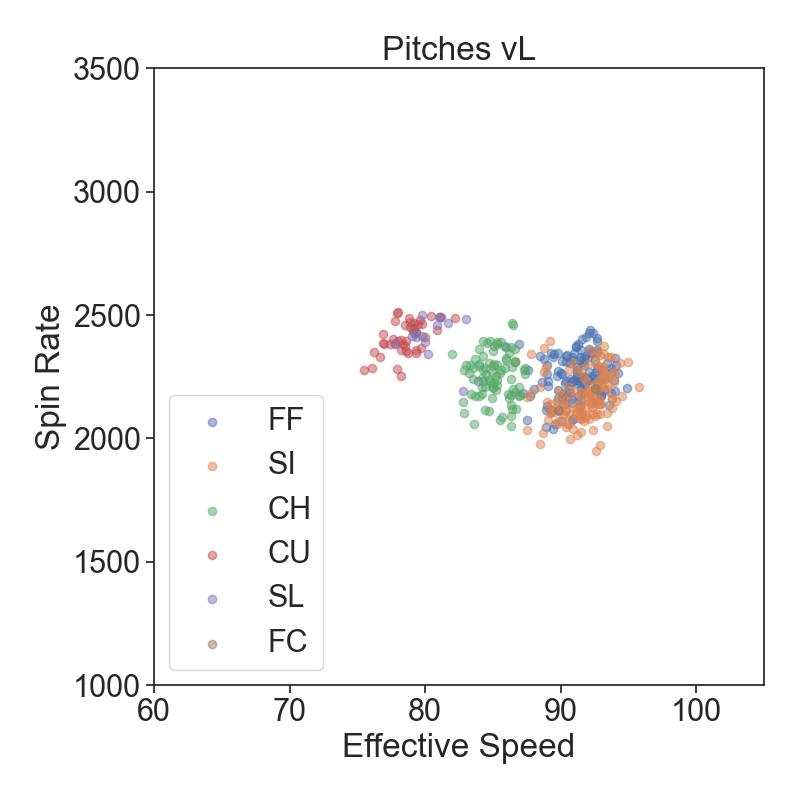 Pitches vL
3500
3000
2500
2000
1500
1000
Spin Rate
FF
SI
CH
CU
SL
FC
60 70 80 90 100
Effective Speed